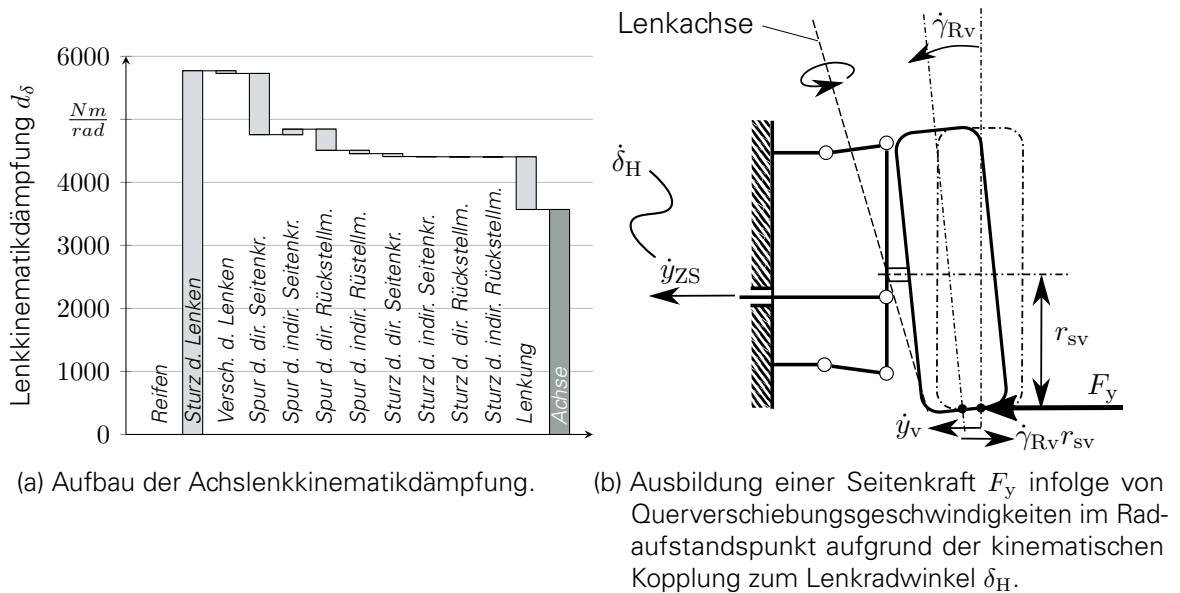 Lenkkinematikdämpfung d_δ
Nm/rad
6000
4000
3000
2000
1000
0
Reifen
Sturz d. Lenken
Versch. d. Lenken
Spur d. dir. Seitenkr.
Spur d. indir. Seitenkr.
Spur d. dir. Rückstellm.
Spur d. indir. Rüstellm.
Sturz d. dir. Seitenkr.
Sturz d. indir. Seitenkr.
Sturz d. dir. Rückstellm.
Sturz d. indir. Rückstellm.
Lenkung
Achse
(a) Aufbau der Achslenkkinematikdämpfung.
Lenkachse
γ̇_Rv
δ̇_H
ẏ_ZS
r_sv
F_y
ẏ_v
γ̇_Rv r_sv
(b) Ausbildung einer Seitenkraft F_y infolge von
Querverschiebungsgeschwindigkeiten im Rad-
aufstandspunkt aufgrund der kinematischen
Kopplung zum Lenkradwinkel δ_H.